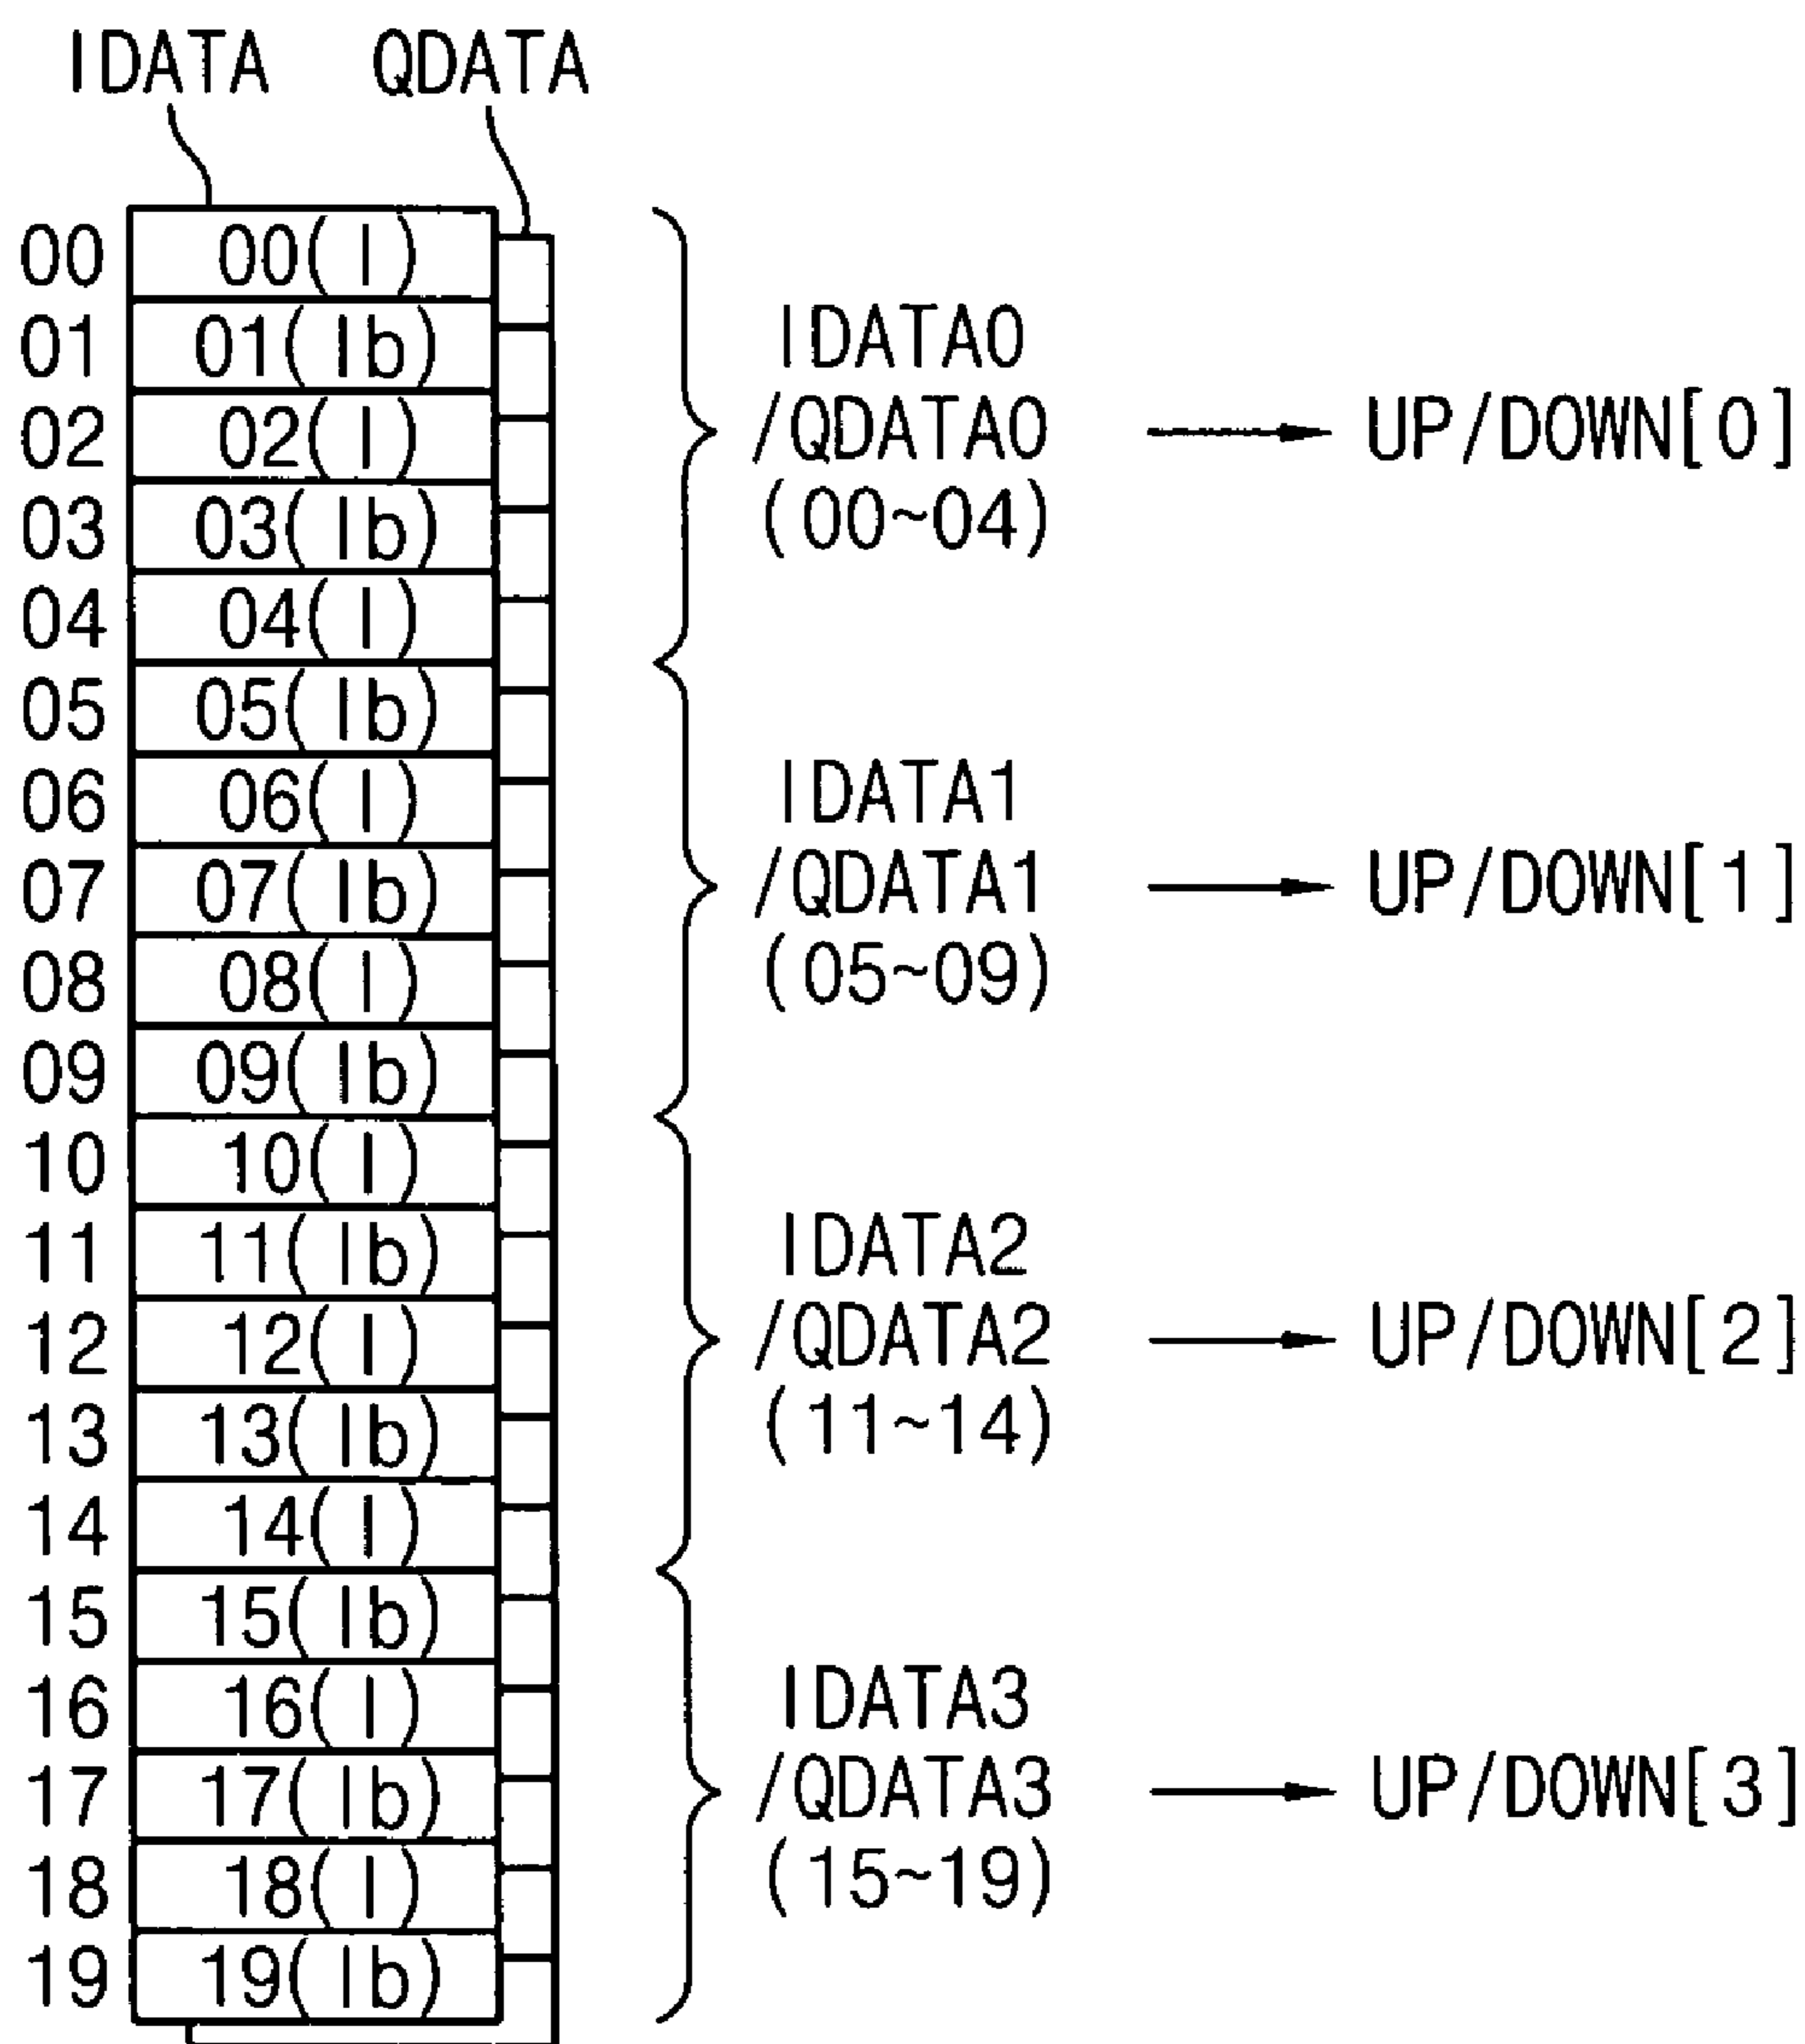 IDATA QDATA
00 00(I)
01 01(Ib)
02 02(I)
03 03(Ib)
04 04(I)
05 05(Ib)
06 06(I)
07 07(Ib)
08 08(I)
09 09(Ib)
10 10(I)
11 11(Ib)
12 12(I)
13 13(Ib)
14 14(I)
15 15(Ib)
16 16(I)
17 17(Ib)
18 18(I)
19 19(Ib)
IDATA0
/QDATA0
(00~04)
UP/DOWN[0]
IDATA1
/QDATA1
(05~09)
UP/DOWN[1]
IDATA2
/QDATA2
(11~14)
UP/DOWN[2]
IDATA3
/QDATA3
(15~19)
UP/DOWN[3]